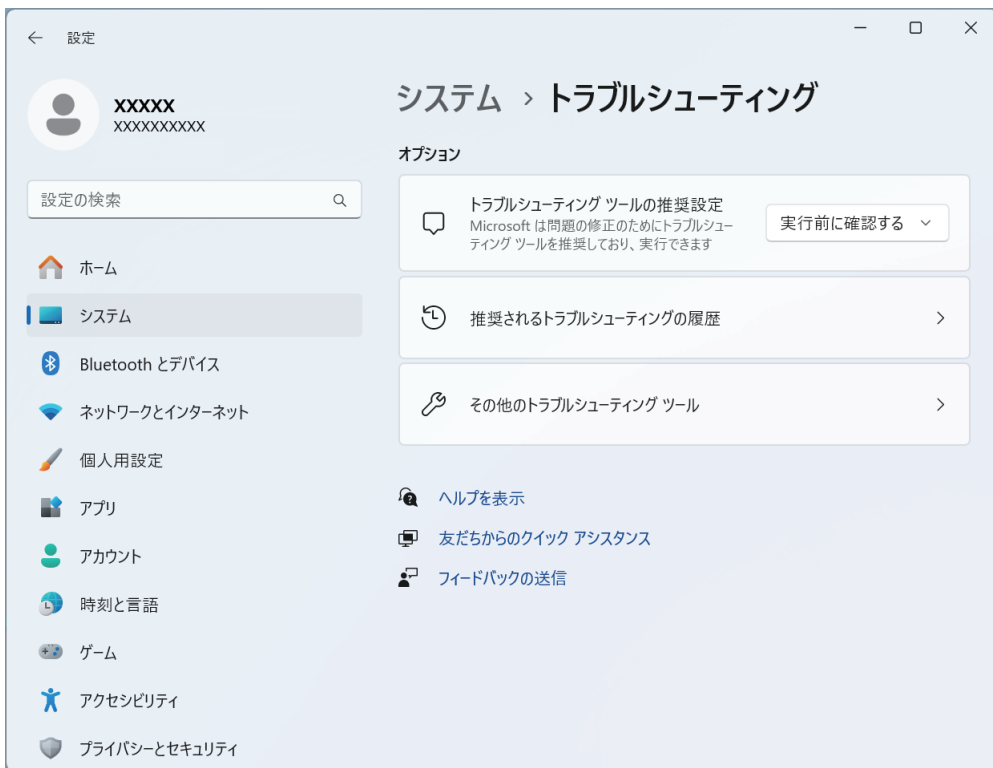 設定
XXXXX
XXXXXXXXXX
設定の検索
ホーム
システム
Bluetooth とデバイス
ネットワークとインターネット
個人用設定
アプリ
アカウント
時刻と言語
ゲーム
アクセシビリティ
プライバシーとセキュリティ
システム › トラブルシューティング
オプション
トラブルシューティング ツールの推奨設定
Microsoft は問題の修正のためにトラブルシュー
ティング ツールを推奨しており、実行できます
実行前に確認する
推奨されるトラブルシューティングの履歴
その他のトラブルシューティング ツール
ヘルプを表示
友だちからのクイック アシスタンス
フィードバックの送信